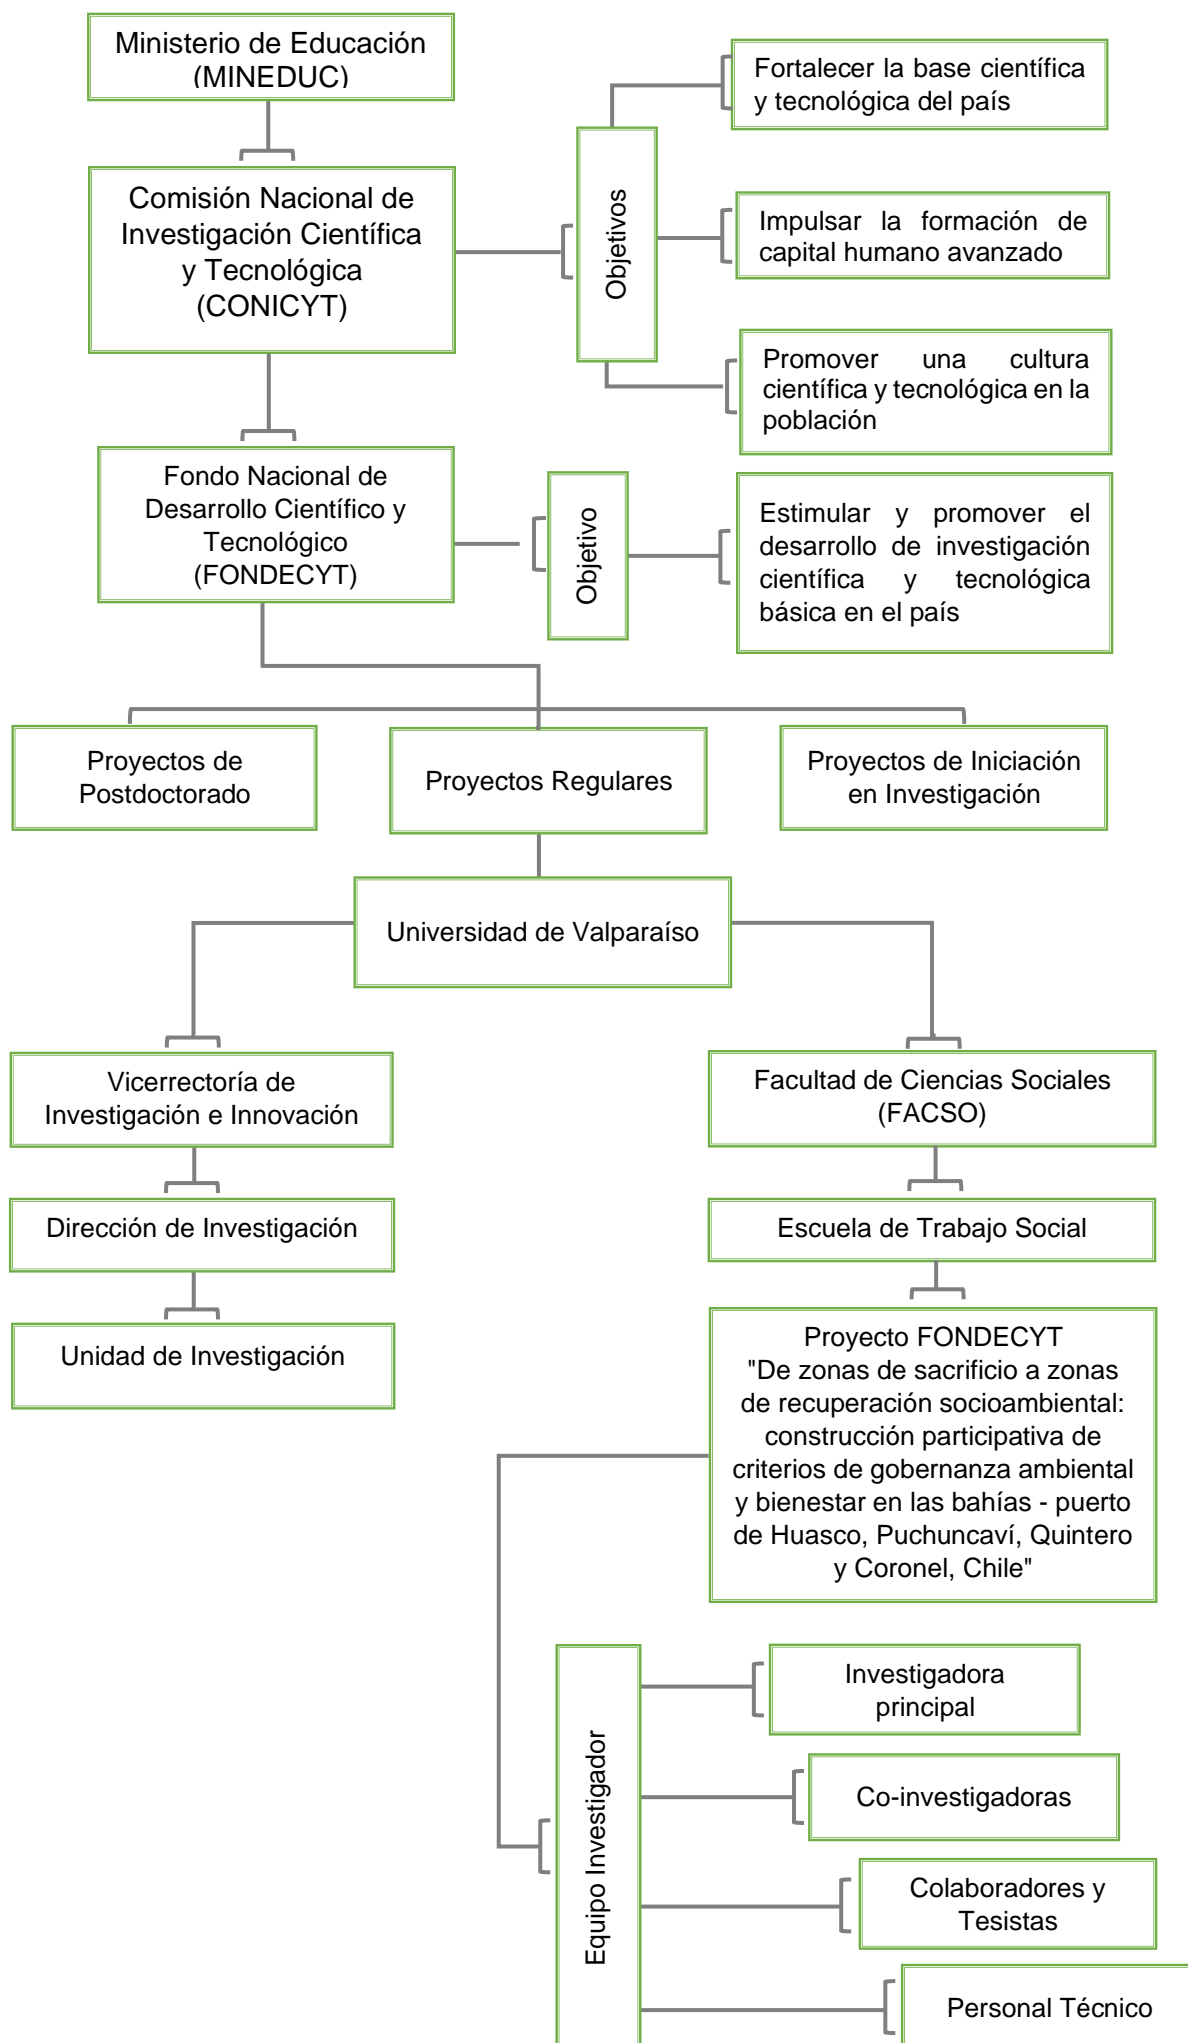 Ministerio de Educación
(MINEDUC)
Fortalecer la base científica
y tecnológica del país
Comisión Nacional de
Investigación Científica
y Tecnológica
(CONICYT)
Objetivos
Impulsar la formación de
capital humano avanzado
Promover una cultura
científica y tecnológica en la
población
Fondo Nacional de
Desarrollo Científico y
Tecnológico
(FONDECYT)
Objetivo
Estimular y promover el
desarrollo de investigación
científica y tecnológica
básica en el país
Proyectos de
Postdoctorado
Proyectos Regulares
Proyectos de Iniciación
en Investigación
Universidad de Valparaíso
Vicerrectoría de
Investigación e Innovación
Facultad de Ciencias Sociales
(FACSO)
Dirección de Investigación
Escuela de Trabajo Social
Unidad de Investigación
Proyecto FONDECYT
"De zonas de sacrificio a zonas
de recuperación socioambiental:
construcción participativa de
criterios de gobernanza ambiental
y bienestar en las bahías - puerto
de Huasco, Puchuncaví, Quintero
y Coronel, Chile"
Equipo Investigador
Investigadora
principal
Co-investigadoras
Colaboradores y
Tesistas
Personal Técnico